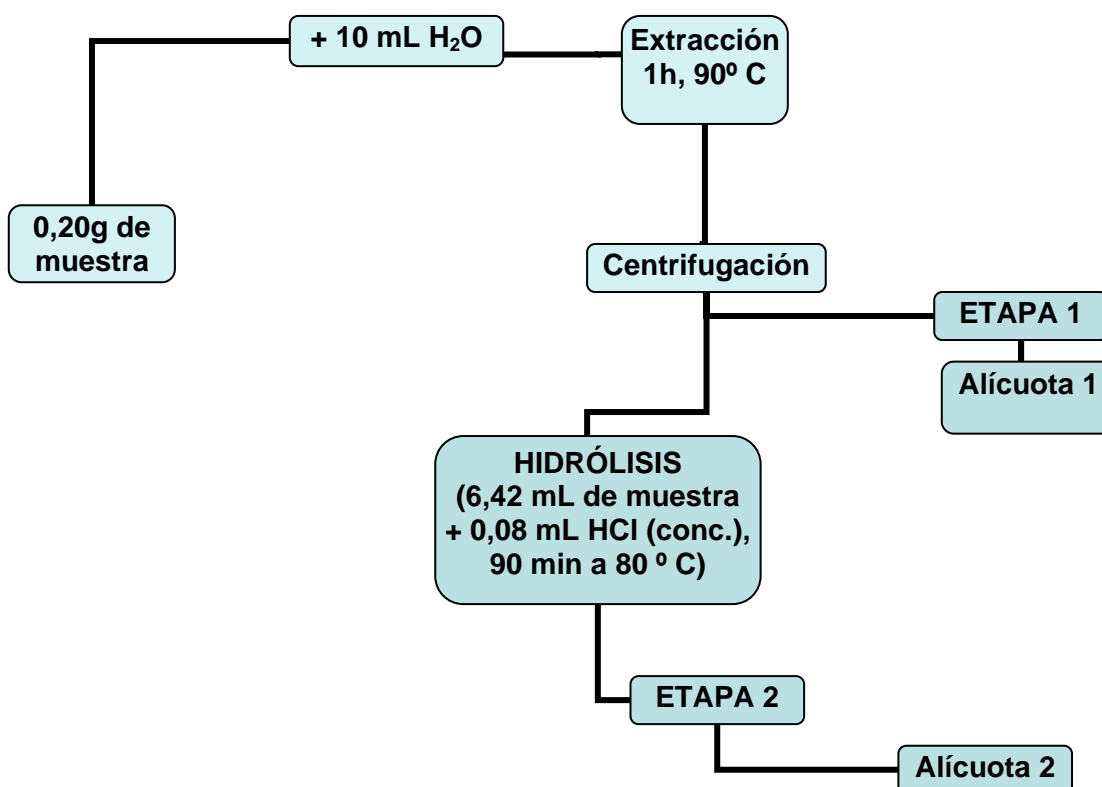 + 10 mL H₂O
Extracción
1h, 90º C
0,20g de
muestra
Centrifugación
ETAPA 1
Alícuota 1
HIDRÓLISIS
(6,42 mL de muestra
+ 0,08 mL HCl (conc.),
90 min a 80 º C)
ETAPA 2
Alícuota 2